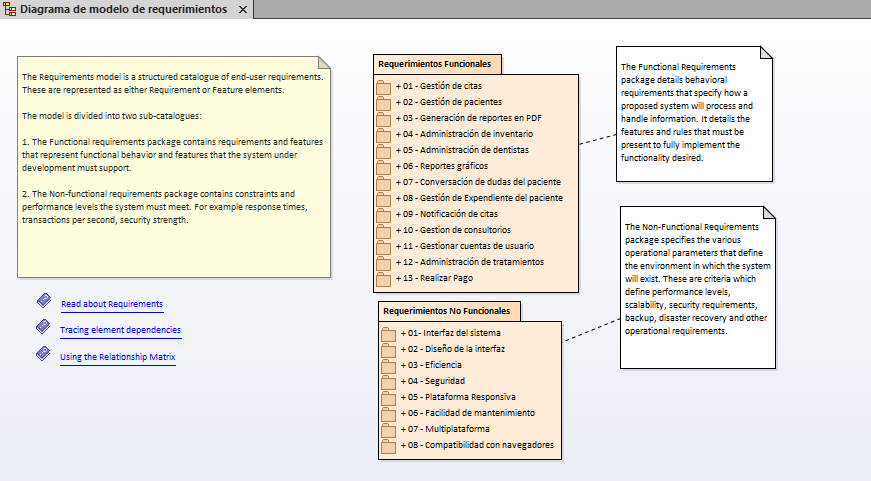 Diagrama de modelo de requerimientos
The Requirements model is a structured catalogue of end-user requirements.
These are represented as either Requirement or Feature elements.
The model is divided into two sub-catalogues:
1. The Functional requirements package contains requirements and features
that represent functional behavior and features that the system under
development must support.
2. The Non-functional requirements package contains constraints and
performance levels the system must meet. For example response times,
transactions per second, security strength.
Read about Requirements
Tracing element dependencies
Using the Relationship Matrix
Requerimientos Funcionales
+ 01 - Gestión de citas
+ 02 - Gestión de pacientes
+ 03 - Generación de reportes en PDF
+ 04 - Administración de inventario
+ 05 - Administración de dentistas
+ 06 - Reportes gráficos
+ 07 - Conversación de dudas del paciente
+ 08 - Gestión de Expendiente del paciente
+ 09 - Notificación de citas
+ 10 - Gestion de consultorios
+ 11 - Gestionar cuentas de usuario
+ 12 - Administración de tratamientos
+ 13 - Realizar Pago
Requerimientos No Funcionales
+ 01- Interfaz del sistema
+ 02 - Diseño de la interfaz
+ 03 - Eficiencia
+ 04 - Seguridad
+ 05 - Plataforma Responsiva
+ 06 - Facilidad de mantenimiento
+ 07 - Multiplataforma
+ 08 - Compatibilidad con navegadores
The Functional Requirements
package details behavioral
requirements that specify how a
proposed system will process and
handle information. It details the
features and rules that must be
present to fully implement the
functionality desired.
The Non-Functional Requirements
package specifies the various
operational parameters that define
the environment in which the system
will exist. These are criteria which
define performance levels,
scalability, security requirements,
backup, disaster recovery and other
operational requirements.